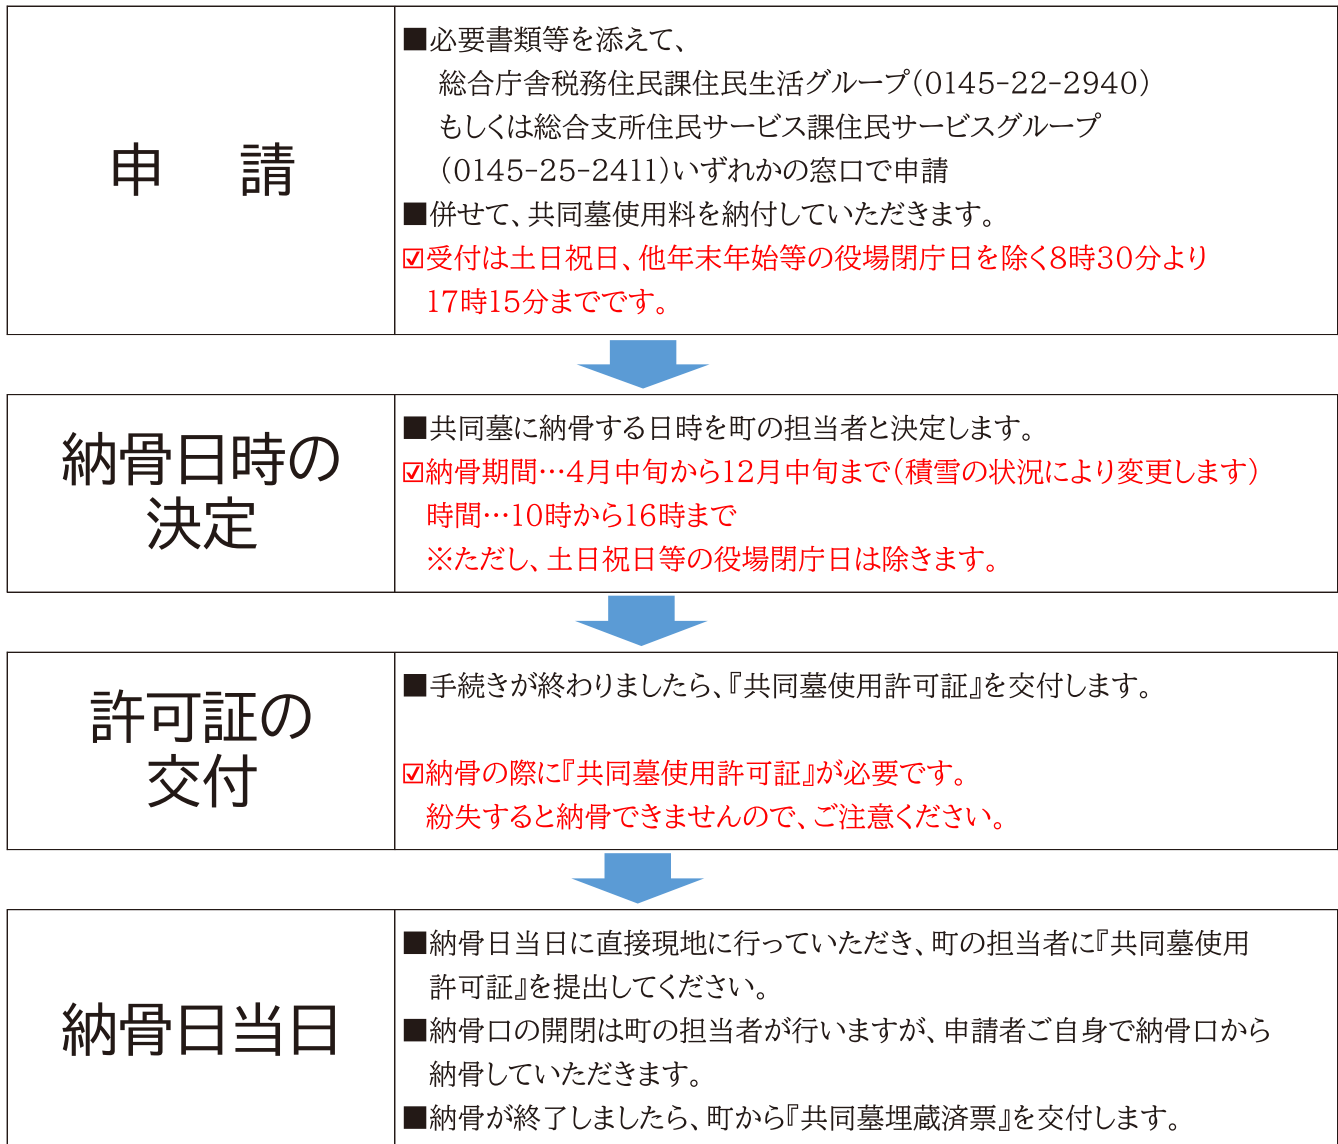 申　請
■必要書類等を添えて、
総合庁舎税務住民課住民生活グループ(0145-22-2940)
もしくは総合支所住民サービス課住民サービスグループ
(0145-25-2411)いずれかの窓口で申請
■併せて、共同墓使用料を納付していただきます。
☑受付は土日祝日、他年末年始等の役場閉庁日を除く8時30分より
17時15分までです。
納骨日時の
決定
■共同墓に納骨する日時を町の担当者と決定します。
☑納骨期間…4月中旬から12月中旬まで(積雪の状況により変更します)
時間…10時から16時まで
※ただし、土日祝日等の役場閉庁日は除きます。
許可証の
交付
■手続きが終わりましたら、『共同墓使用許可証』を交付します。
☑納骨の際に『共同墓使用許可証』が必要です。
紛失すると納骨できませんので、ご注意ください。
納骨日当日
■納骨日当日に直接現地に行っていただき、町の担当者に『共同墓使用
許可証』を提出してください。
■納骨口の開閉は町の担当者が行いますが、申請者ご自身で納骨口から
納骨していただきます。
■納骨が終了しましたら、町から『共同墓埋蔵済票』を交付します。